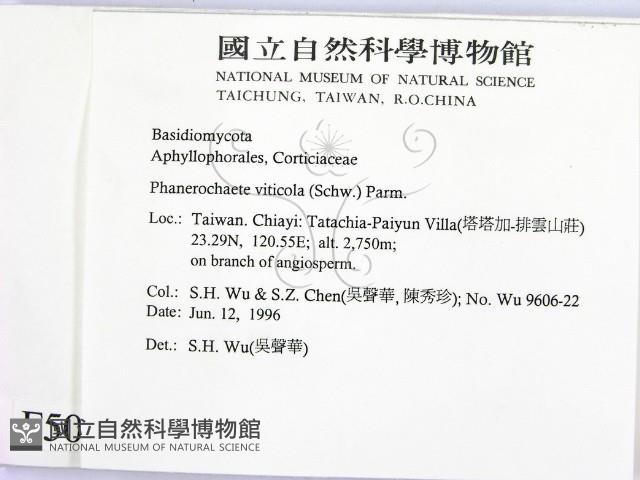 國立自然科學博物館
NATIONAL MUSEUM OF NATURAL SCIENCE
TAICHUNG, TAIWAN, R.O.CHINA
Basidiomycota
Aphyllophorales, Corticiaceae
Phanerochaete viticola (Schw.) Parm.
Loc.: Taiwan. Chiayi: Tatachia-Paiyun Villa(塔塔加-排雲山莊)
23.29N, 120.55E; alt. 2,750m;
on branch of angiosperm.
Col.: S.H. Wu & S.Z. Chen(吳聲華, 陳秀珍); No. Wu 9606-22
Date: Jun. 12, 1996
Det.: S.H. Wu(吳聲華)
國立自然科學博物館
NATIONAL MUSEUM OF NATURAL SCIENCE